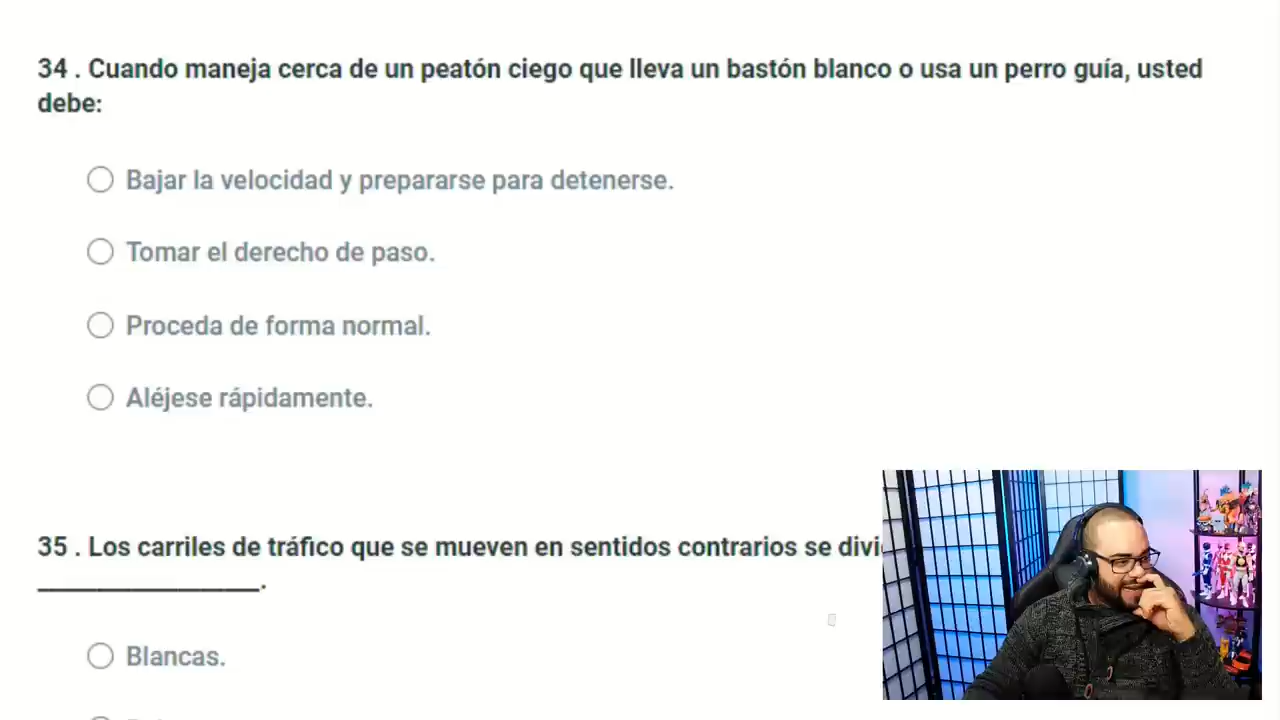 34 . Cuando maneja cerca de un peatón ciego que lleva un bastón blanco o usa un perro guía, usted
debe:
Bajar la velocidad y prepararse para detenerse.
Tomar el derecho de paso.
Proceda de forma normal.
Aléjese rápidamente.
35 . Los carriles de tráfico que se mueven en sentidos contrarios se
_________________.
Blancas.